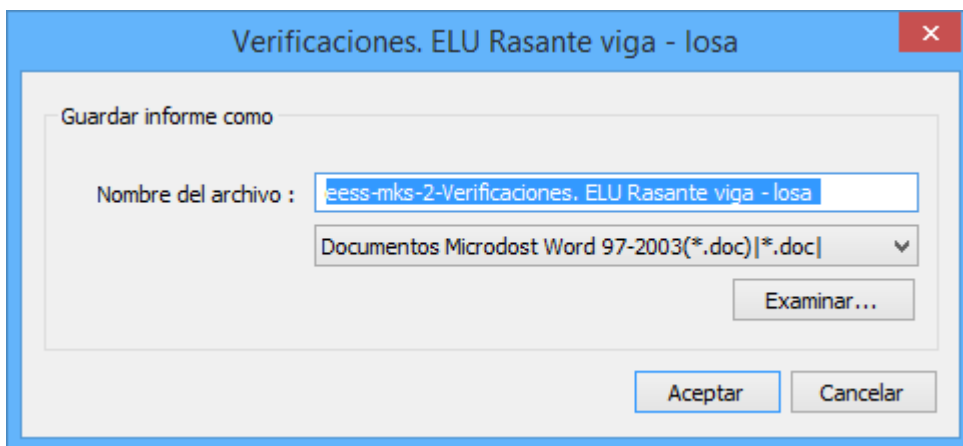 Verificaciones. ELU Rasante viga - losa
Guardar informe como
Nombre del archivo :
eess-mks-2-Verificaciones. ELU Rasante viga - losa
Documentos Microdost Word 97-2003(*.doc)|*.doc|
Examinar...
Aceptar
Cancelar